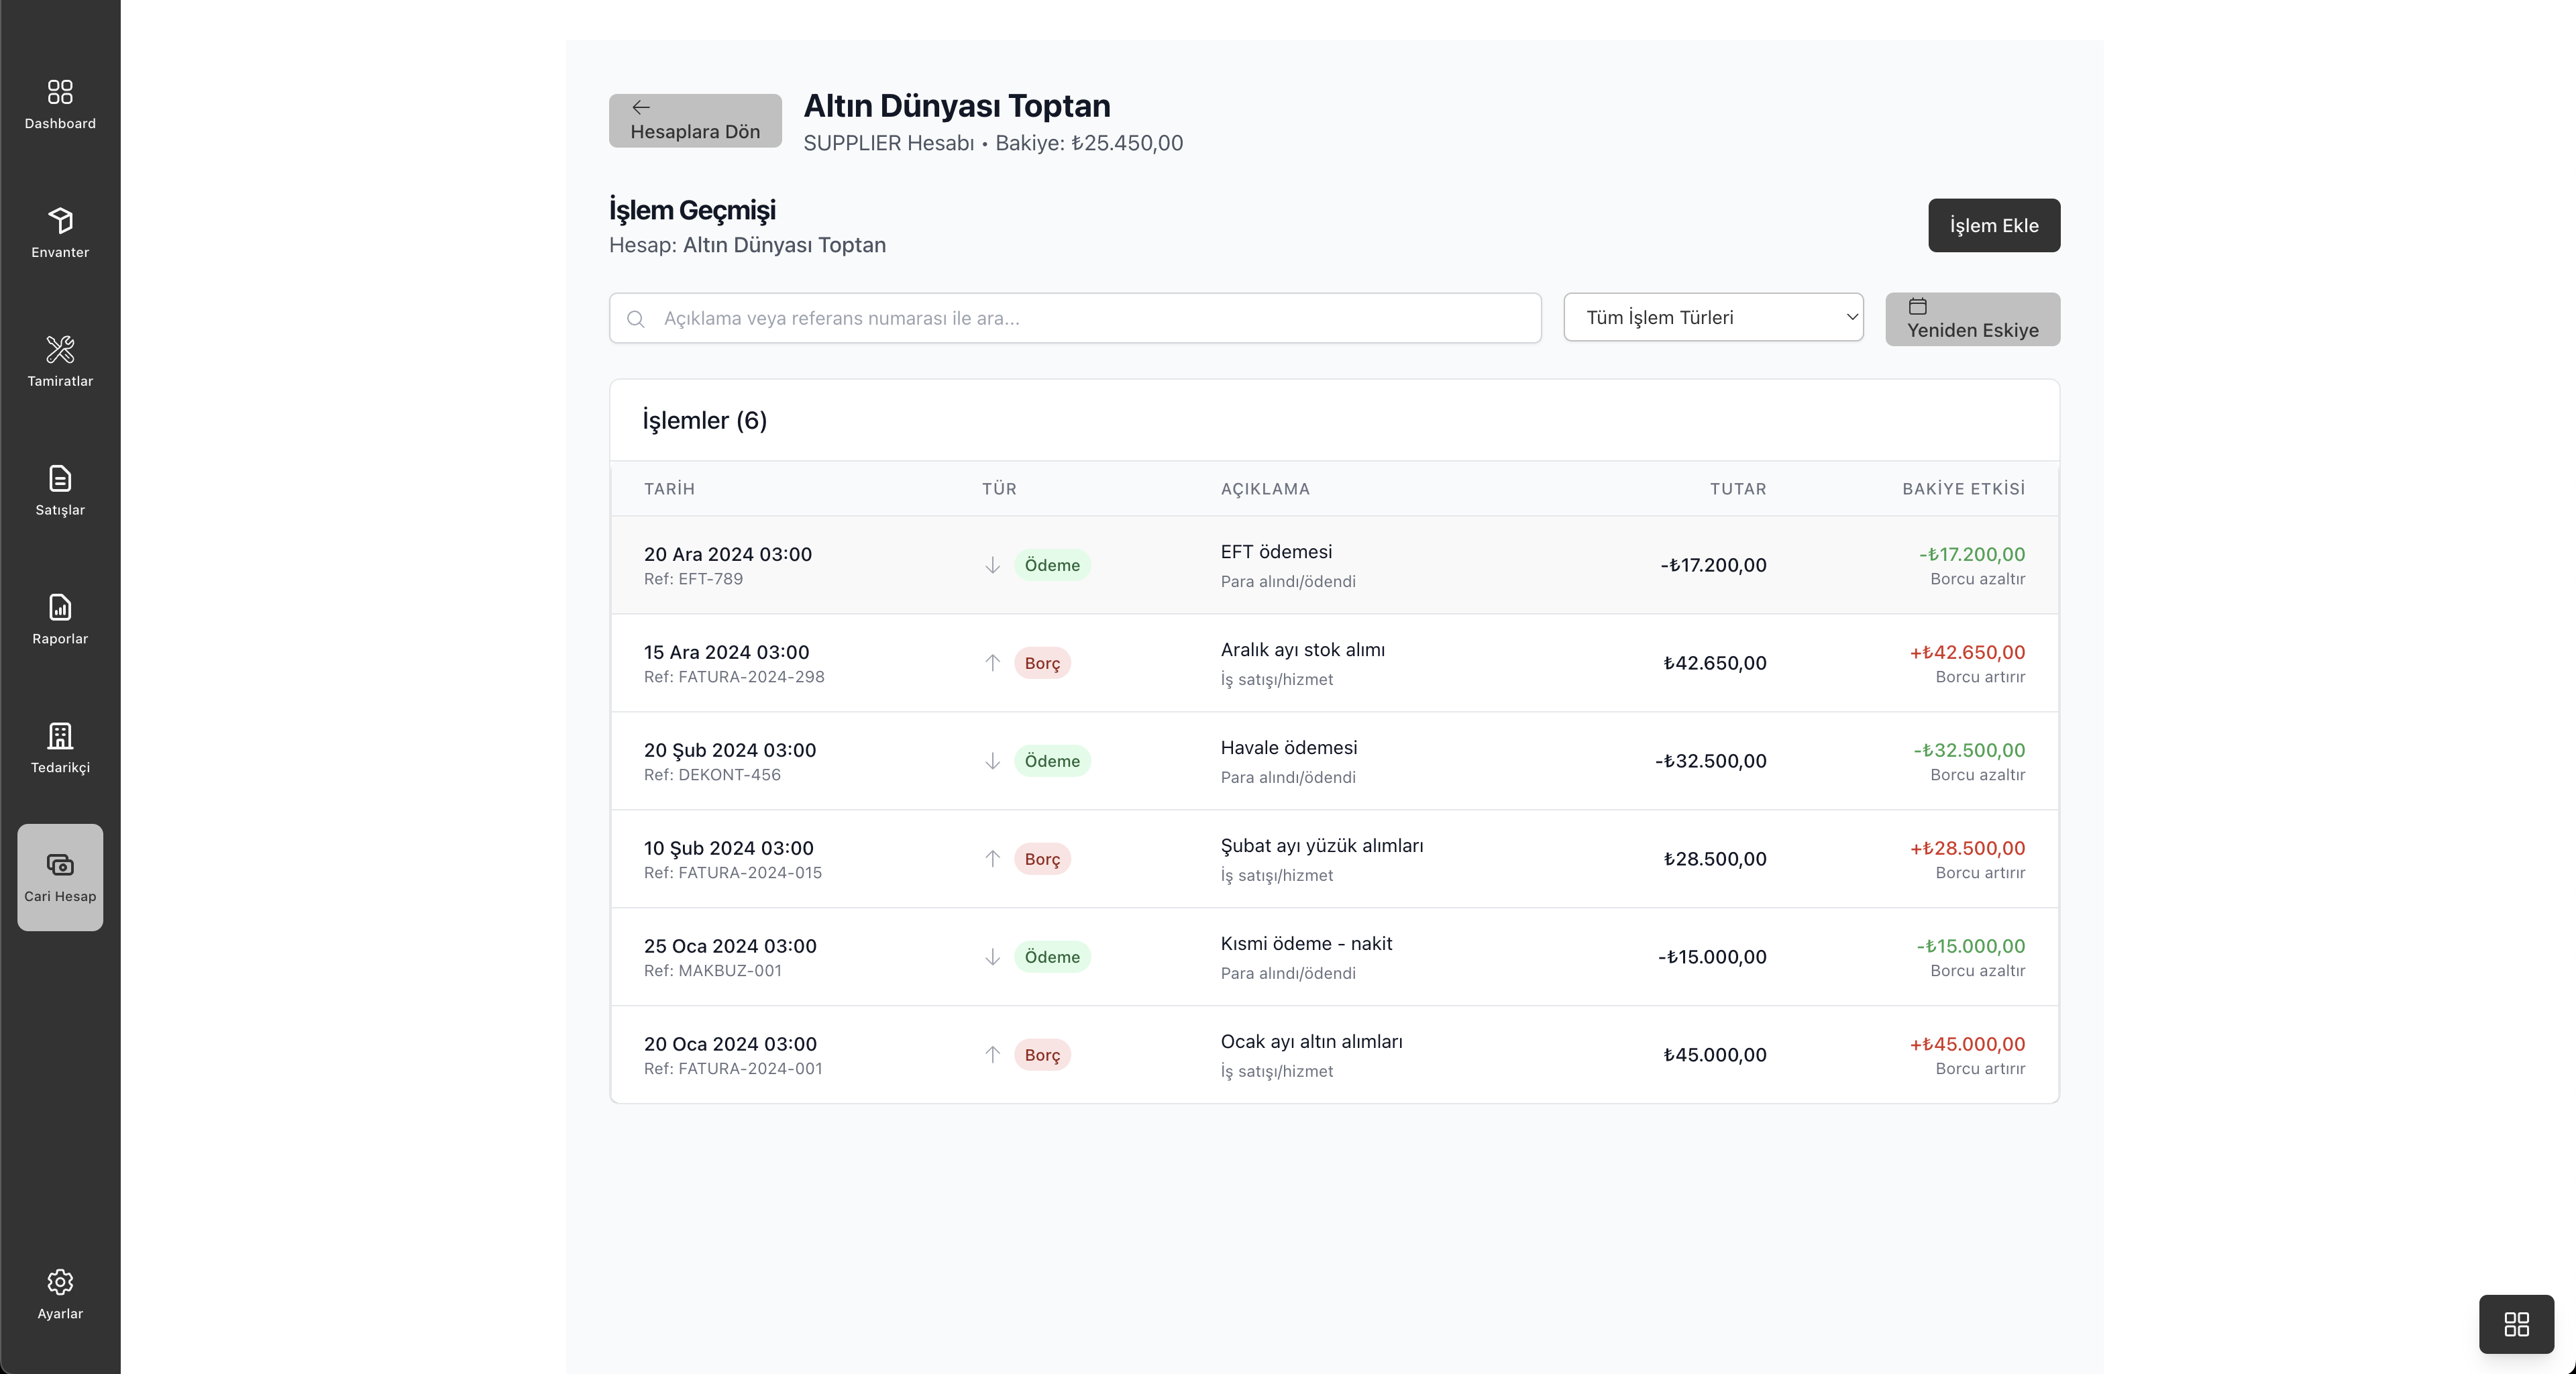 Dashboard
Envanter
Tamiratlar
Satışlar
Raporlar
Tedarikçi
Cari Hesap
Ayarlar
Hesaplara Dön
Altın Dünyası Toptan
SUPPLIER Hesabı • Bakiye: ₺25.450,00
İşlem Geçmişi
Hesap: Altın Dünyası Toptan
İşlem Ekle
Açıklama veya referans numarası ile ara...
Tüm İşlem Türleri
Yeniden Eskiye
İşlemler (6)
TARİH TÜR AÇIKLAMA TUTAR BAKİYE ETKİSİ
20 Ara 2024 03:00 Ödeme EFT ödemesi -₺17.200,00 -₺17.200,00
Ref: EFT-789 Para alındı/ödendi Borcu azaltır
15 Ara 2024 03:00 Borç Aralık ayı stok alımı ₺42.650,00 +₺42.650,00
Ref: FATURA-2024-298 İş satışı/hizmet Borcu artırır
20 Şub 2024 03:00 Ödeme Havale ödemesi -₺32.500,00 -₺32.500,00
Ref: DEKONT-456 Para alındı/ödendi Borcu azaltır
10 Şub 2024 03:00 Borç Şubat ayı yüzük alımları ₺28.500,00 +₺28.500,00
Ref: FATURA-2024-015 İş satışı/hizmet Borcu artırır
25 Oca 2024 03:00 Ödeme Kısmi ödeme - nakit -₺15.000,00 -₺15.000,00
Ref: MAKBUZ-001 Para alındı/ödendi Borcu azaltır
20 Oca 2024 03:00 Borç Ocak ayı altın alımları ₺45.000,00 +₺45.000,00
Ref: FATURA-2024-001 İş satışı/hizmet Borcu artırır